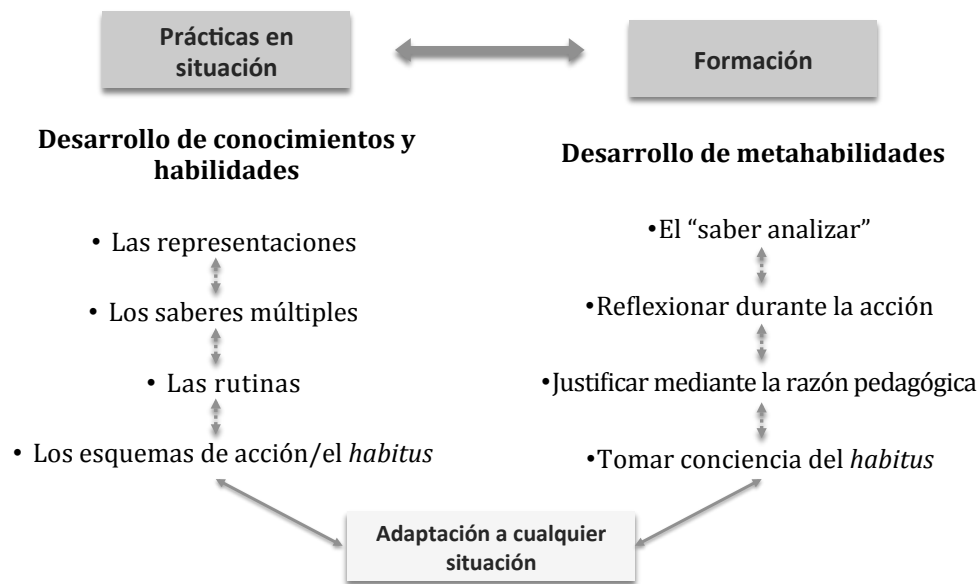 Prácticas en
situación
Formación
Desarrollo de conocimientos y
habilidades
Desarrollo de metahabilidades
• Las representaciones
• Los saberes múltiples
• Las rutinas
• Los esquemas de acción/el habitus
•El “saber analizar”
•Reflexionar durante la acción
•Justificar mediante la razón pedagógica
•Tomar conciencia del habitus
Adaptación a cualquier
situación